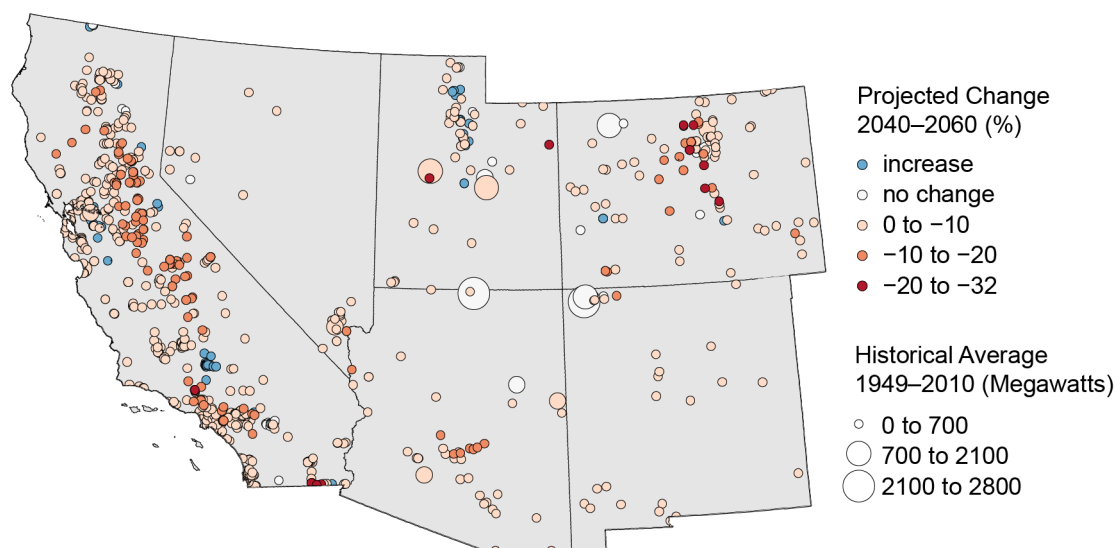 Projected Change
2040–2060 (%)
increase
no change
0 to −10
−10 to −20
−20 to −32
Historical Average
1949–2010 (Megawatts)
0 to 700
700 to 2100
2100 to 2800